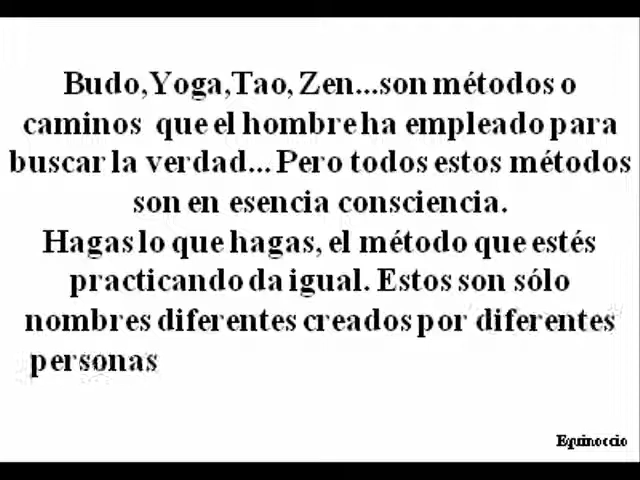 Budo,Yoga,Tao, Zen...son métodos o
caminos que el hombre ha empleado para
buscar la verdad... Pero todos estos métodos
son en esencia consciencia.
Hagas lo que hagas, el método que estés
practicando da igual. Estos son sólo
nombres diferentes creados por diferentes
personas
Equinoccio